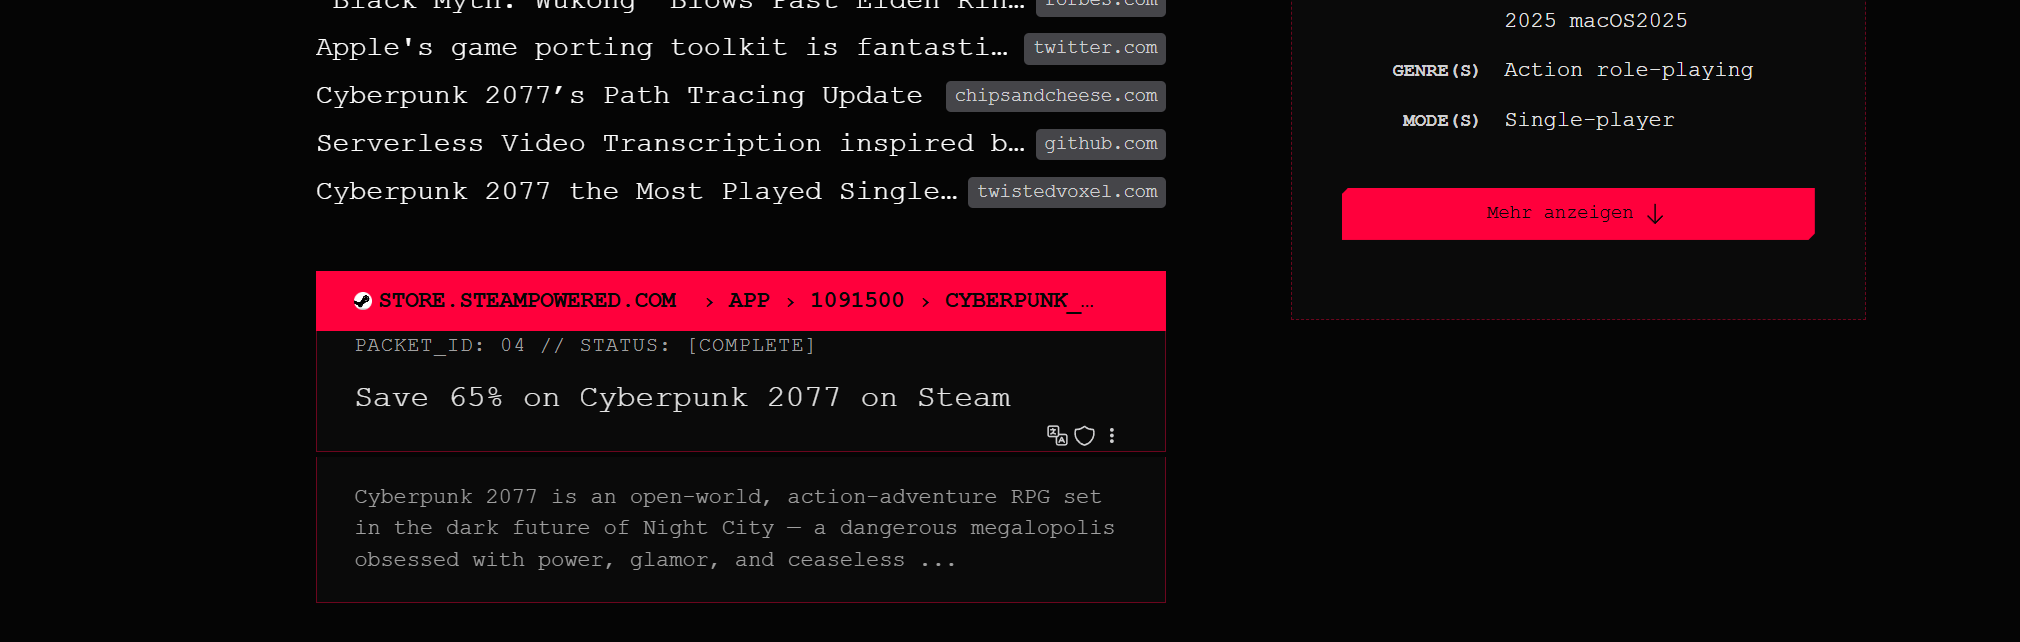 "Black Myth: Wukong" Blows Past Elden Rin… forbes.com
Apple's game porting toolkit is fantasti… twitter.com
Cyberpunk 2077’s Path Tracing Update chipsandcheese.com
Serverless Video Transcription inspired b… github.com
Cyberpunk 2077 the Most Played Single… twistedvoxel.com
STORE.STEAMPOWERED.COM › APP › 1091500 › CYBERPUNK_…
PACKET_ID: 04 // STATUS: [COMPLETE]
Save 65% on Cyberpunk 2077 on Steam
Cyberpunk 2077 is an open-world, action-adventure RPG set
in the dark future of Night City — a dangerous megalopolis
obsessed with power, glamor, and ceaseless ...
2025 macOS2025
GENRE(S) Action role-playing
MODE(S) Single-player
Mehr anzeigen ↓